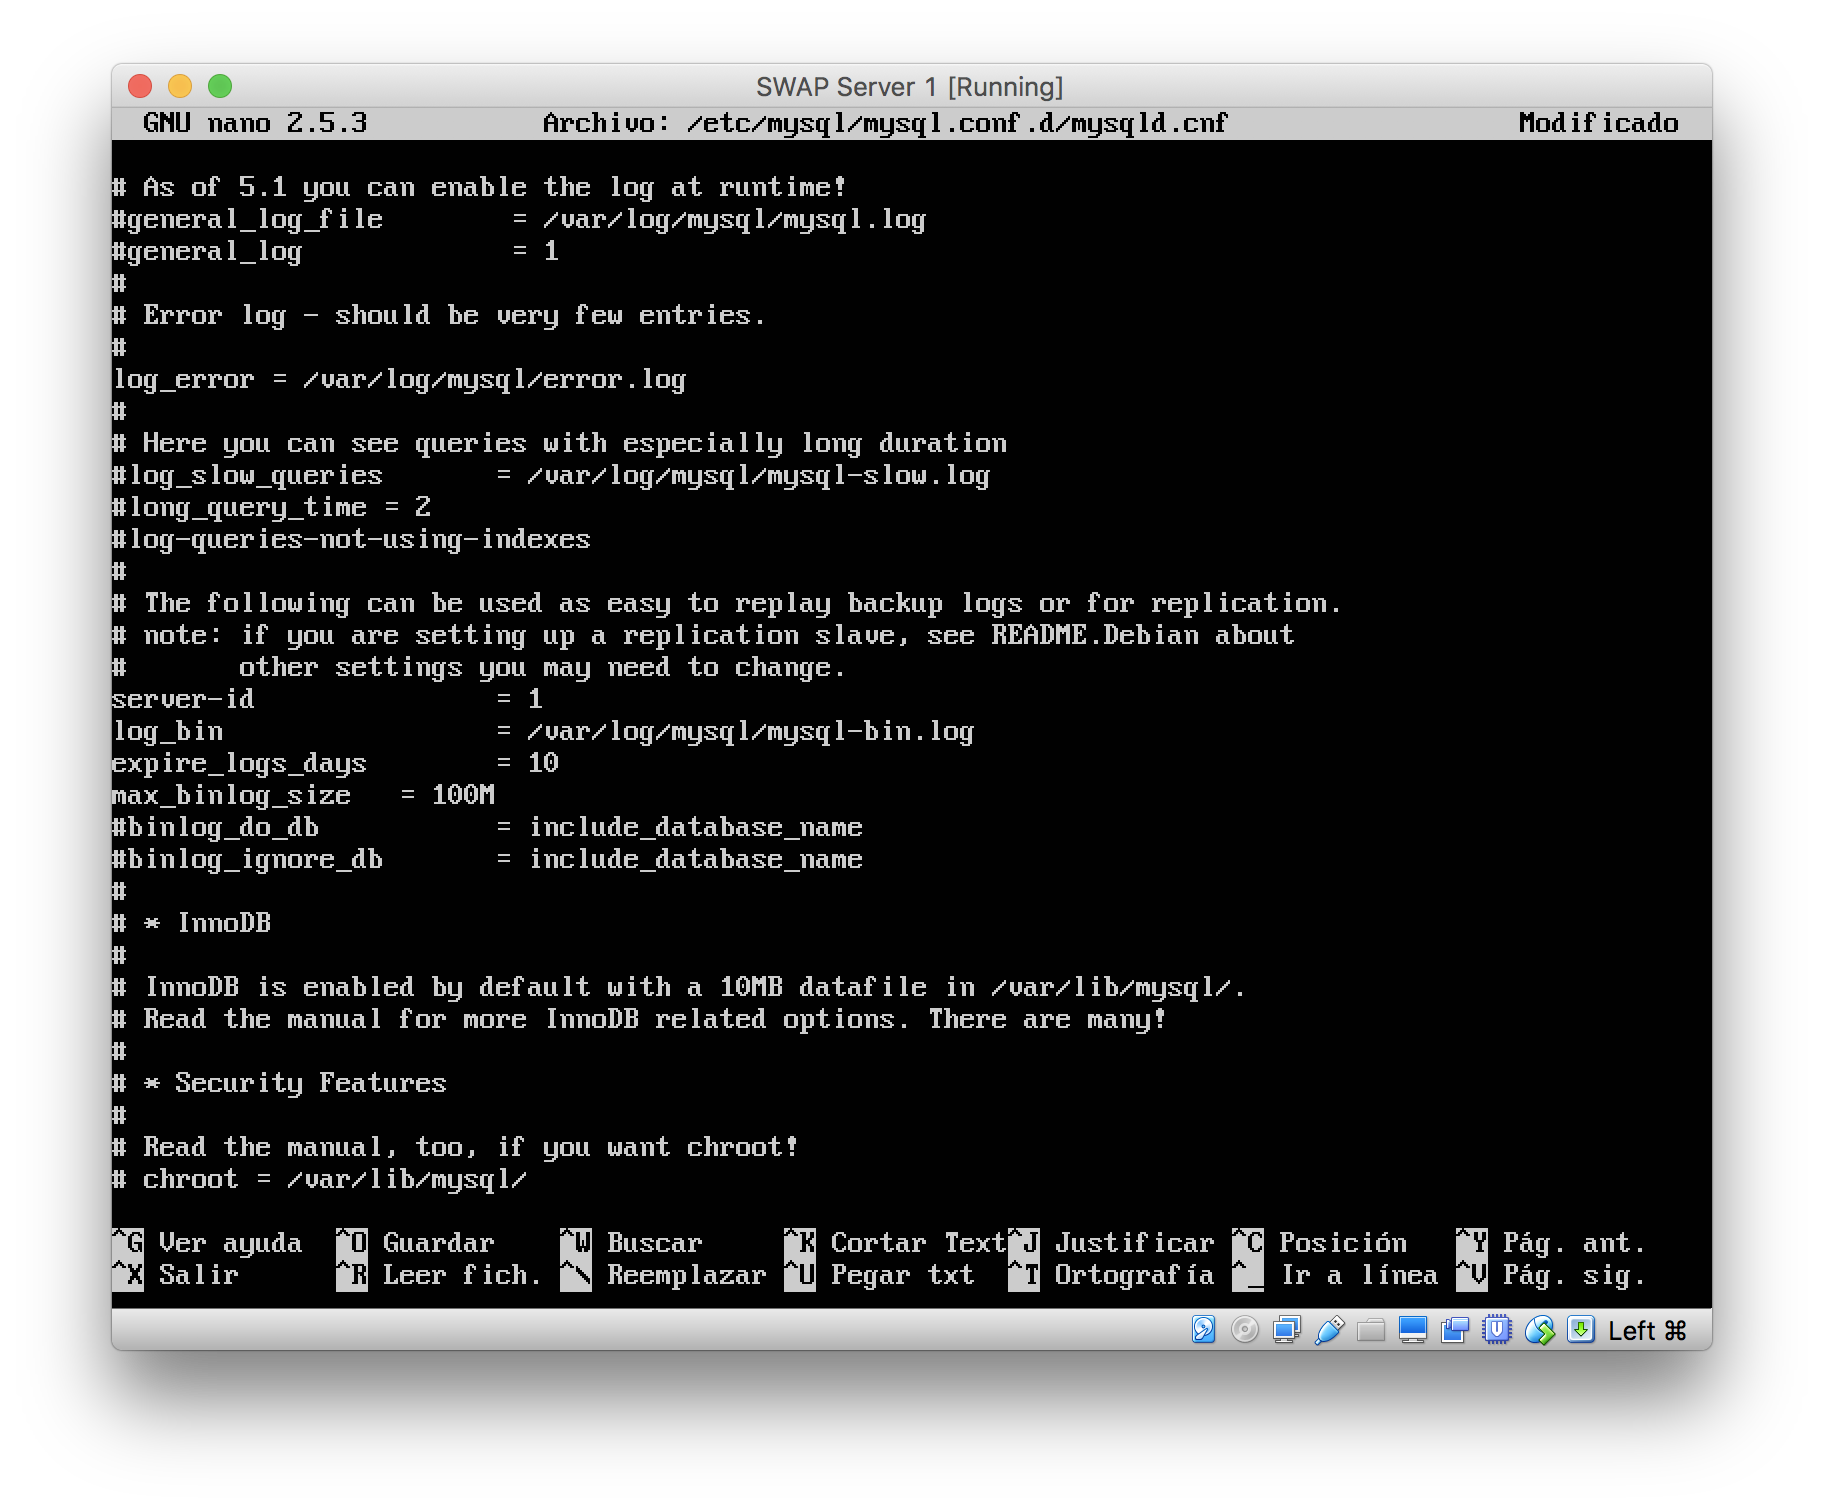 SWAP Server 1 [Running]
GNU nano 2.5.3 Archivo: /etc/mysql/mysql.conf.d/mysqld.cnf Modificado
# As of 5.1 you can enable the log at runtime!
#general_log_file = /var/log/mysql/mysql.log
#general_log = 1
#
# Error log - should be very few entries.
#
log_error = /var/log/mysql/error.log
#
# Here you can see queries with especially long duration
#log_slow_queries = /var/log/mysql/mysql-slow.log
#long_query_time = 2
#log-queries-not-using-indexes
#
# The following can be used as easy to replay backup logs or for replication.
# note: if you are setting up a replication slave, see README.Debian about
# other settings you may need to change.
server-id = 1
log_bin = /var/log/mysql/mysql-bin.log
expire_logs_days = 10
max_binlog_size = 100M
#binlog_do_db = include_database_name
#binlog_ignore_db = include_database_name
#
# * InnoDB
#
# InnoDB is enabled by default with a 10MB datafile in /var/lib/mysql/.
# Read the manual for more InnoDB related options. There are many!
#
# * Security Features
#
# Read the manual, too, if you want chroot!
# chroot = /var/lib/mysql/
^G Ver ayuda ^O Guardar ^W Buscar ^K Cortar Text ^J Justificar ^C Posición ^Y Pág. ant.
^X Salir ^R Leer fich. ^\ Reemplazar ^U Pegar txt ^T Ortografía ^_ Ir a línea ^V Pág. sig.
Left ⌘